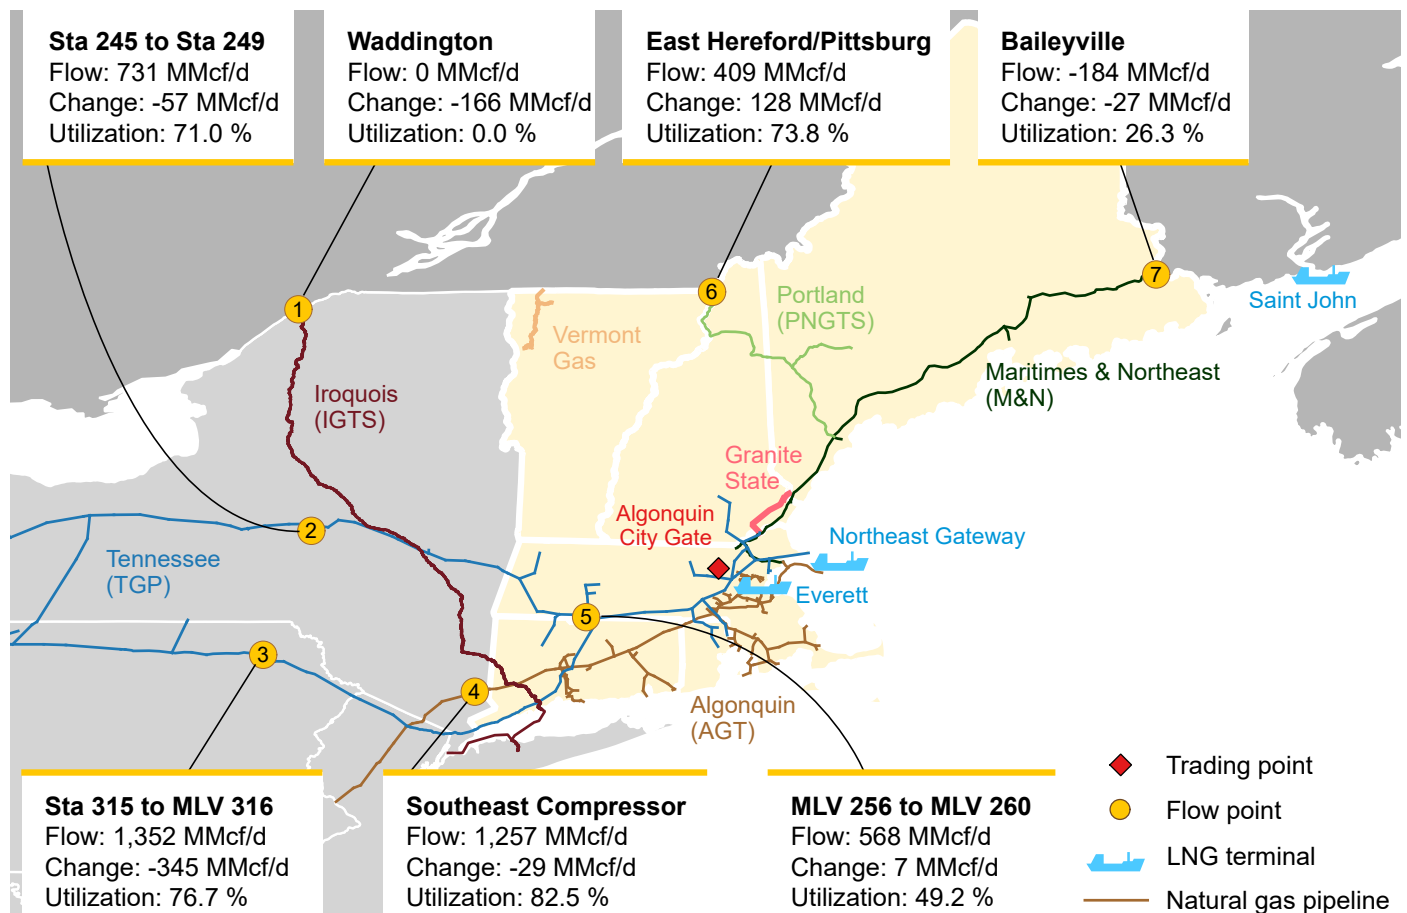 Sta 245 to Sta 249
Flow: 731 MMcf/d
Change: -57 MMcf/d
Utilization: 71.0 %
Waddington
Flow: 0 MMcf/d
Change: -166 MMcf/d
Utilization: 0.0 %
East Hereford/Pittsburg
Flow: 409 MMcf/d
Change: 128 MMcf/d
Utilization: 73.8 %
Baileyville
Flow: -184 MMcf/d
Change: -27 MMcf/d
Utilization: 26.3 %
7
6
1
Saint John
Portland
(PNGTS)
Vermont
Gas
Maritimes & Northeast
(M&N)
Iroquois
(IGTS)
Granite
State
Algonquin
City Gate
2
Northeast Gateway
Tennessee
(TGP)
Everett
5
3
4
Algonquin
(AGT)
Sta 315 to MLV 316
Flow: 1,352 MMcf/d
Change: -345 MMcf/d
Utilization: 76.7 %
Southeast Compressor
Flow: 1,257 MMcf/d
Change: -29 MMcf/d
Utilization: 82.5 %
MLV 256 to MLV 260
Flow: 568 MMcf/d
Change: 7 MMcf/d
Utilization: 49.2 %
Trading point
Flow point
LNG terminal
Natural gas pipeline